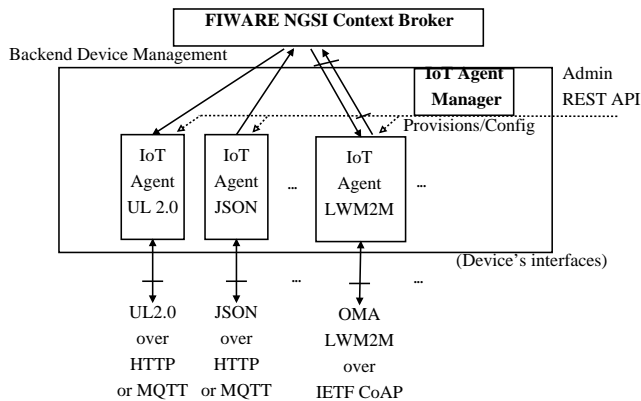 FIWARE NGSI Context Broker
Backend Device Management
IoT Agent
Manager
Admin
REST API
Provisions/Config
IoT
Agent
UL 2.0
IoT
Agent
JSON
...
IoT
Agent
LWM2M
...
(Device's interfaces)
...
...
UL2.0
over
HTTP
or MQTT
JSON
over
HTTP
or MQTT
OMA
LWM2M
over
IETF CoAP